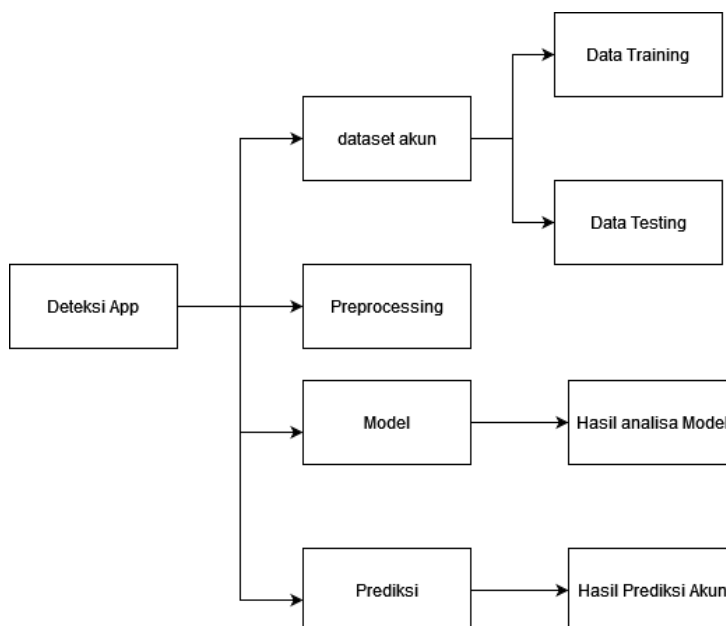 Data Training
dataset akun
Data Testing
Deteksi App
Preprocessing
Model
Hasil analisa Model
Prediksi
Hasil Prediksi Akun